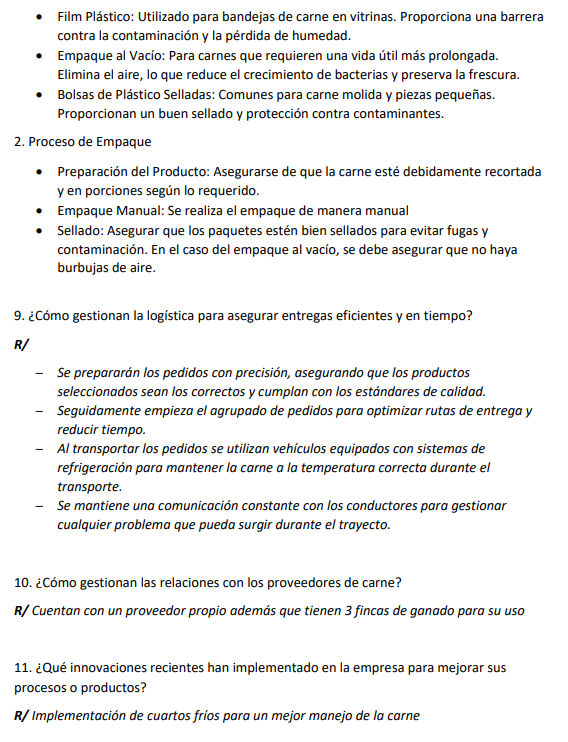 • Film Plástico: Utilizado para bandejas de carne en vitrinas. Proporciona una barrera
contra la contaminación y la pérdida de humedad.
• Empaque al Vacío: Para carnes que requieren una vida útil más prolongada.
Elimina el aire, lo que reduce el crecimiento de bacterias y preserva la frescura.
• Bolsas de Plástico Selladas: Comunes para carne molida y piezas pequeñas.
Proporcionan un buen sellado y protección contra contaminantes.
2. Proceso de Empaque
• Preparación del Producto: Asegurarse de que la carne esté debidamente recortada
y en porciones según lo requerido.
• Empaque Manual: Se realiza el empaque de manera manual
• Sellado: Asegurar que los paquetes estén bien sellados para evitar fugas y
contaminación. En el caso del empaque al vacío, se debe asegurar que no haya
burbujas de aire.
9. ¿Cómo gestionan la logística para asegurar entregas eficientes y en tiempo?
R/
– Se prepararán los pedidos con precisión, asegurando que los productos
seleccionados sean los correctos y cumplan con los estándares de calidad.
– Seguidamente empieza el agrupado de pedidos para optimizar rutas de entrega y
reducir tiempo.
– Al transportar los pedidos se utilizan vehículos equipados con sistemas de
refrigeración para mantener la carne a la temperatura correcta durante el
transporte.
– Se mantiene una comunicación constante con los conductores para gestionar
cualquier problema que pueda surgir durante el trayecto.
10. ¿Cómo gestionan las relaciones con los proveedores de carne?
R/ Cuentan con un proveedor propio además que tienen 3 fincas de ganado para su uso
11. ¿Qué innovaciones recientes han implementado en la empresa para mejorar sus
procesos o productos?
R/ Implementación de cuartos fríos para un mejor manejo de la carne